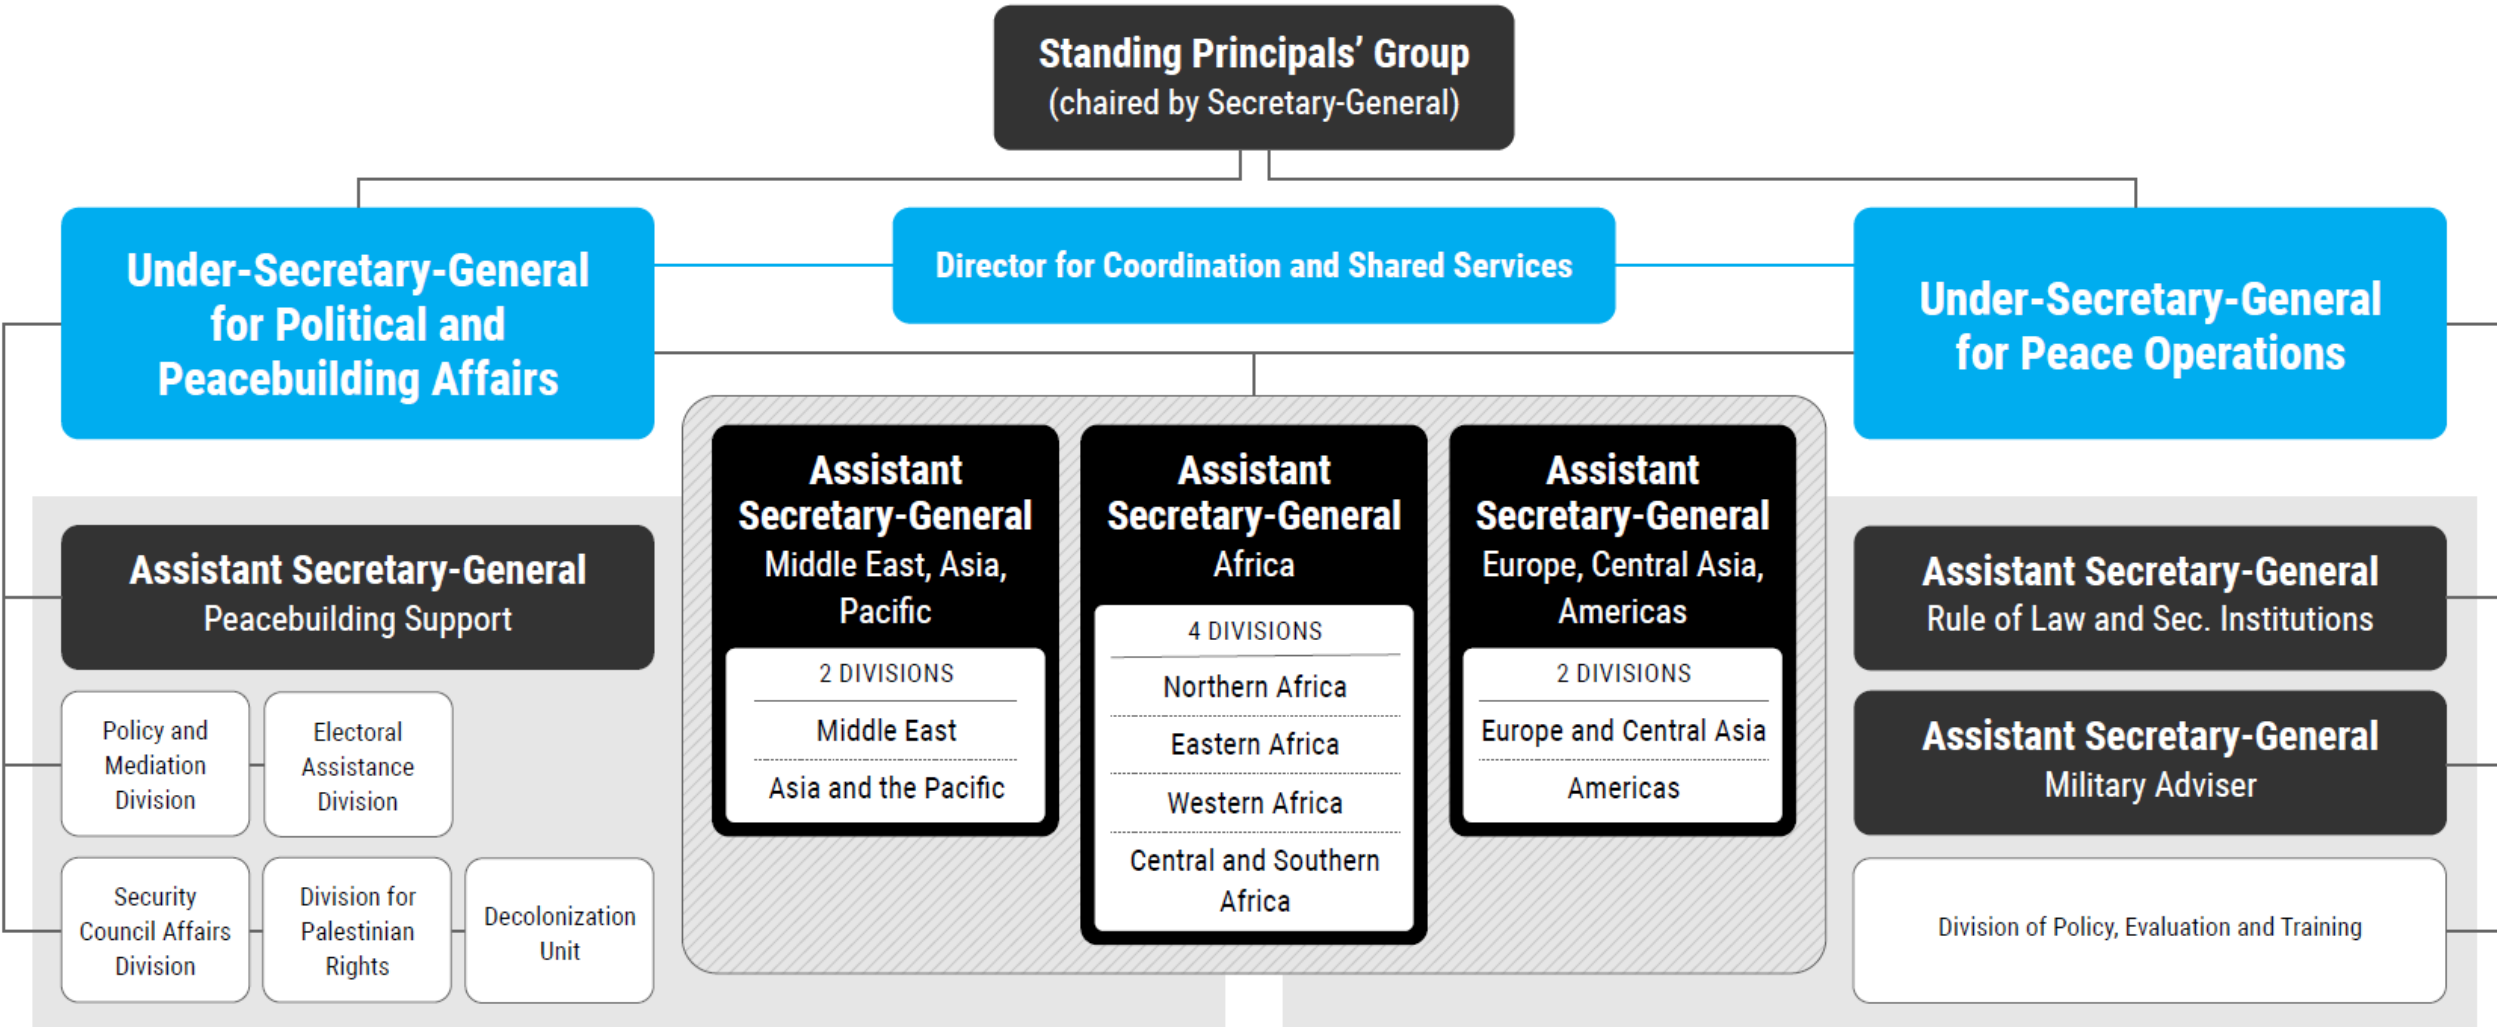 Standing Principals’ Group
(chaired by Secretary-General)
Under-Secretary-General
for Political and
Peacebuilding Affairs
Director for Coordination and Shared Services
Under-Secretary-General
for Peace Operations
Assistant Secretary-General
Peacebuilding Support
Policy and
Mediation
Division
Electoral
Assistance
Division
Security
Council Affairs
Division
Division for
Palestinian
Rights
Decolonization
Unit
Assistant
Secretary-General
Middle East, Asia,
Pacific
2 DIVISIONS
Middle East
Asia and the Pacific
Assistant
Secretary-General
Africa
4 DIVISIONS
Northern Africa
Eastern Africa
Western Africa
Central and Southern
Africa
Assistant
Secretary-General
Europe, Central Asia,
Americas
2 DIVISIONS
Europe and Central Asia
Americas
Assistant Secretary-General
Rule of Law and Sec. Institutions
Assistant Secretary-General
Military Adviser
Division of Policy, Evaluation and Training